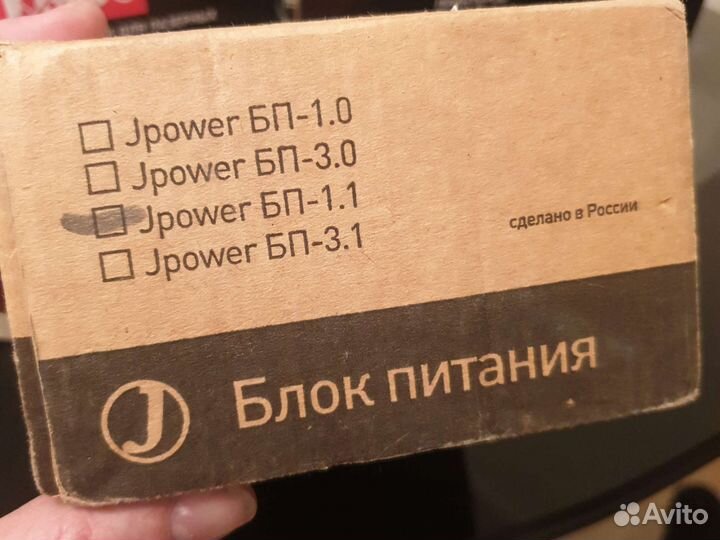 Jpower БП-1.0
Jpower БП-3.0
Jpower БП-1.1
Jpower БП-3.1
сделано в России
J
Блок питания
Avito